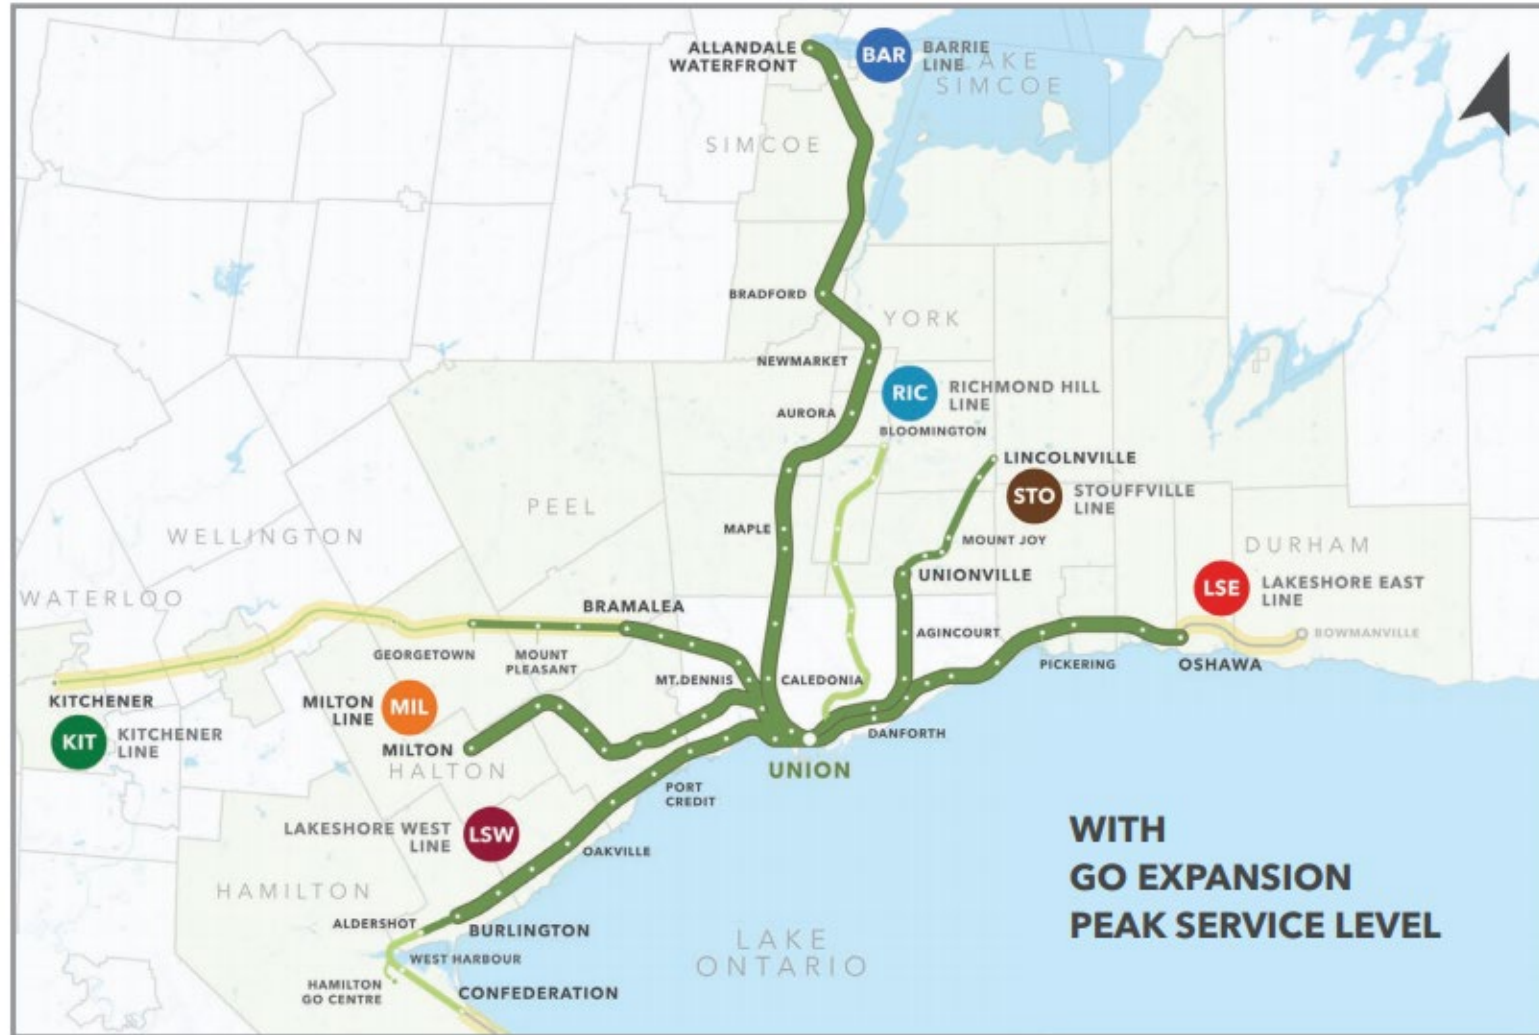 ALLANDALE
WATERFRONT
BAR
BARRIE
LINE
LAKE
SIMCOE
SIMCOE
BRADFORD
YORK
NEWMARKET
RIC
RICHMOND HILL
LINE
AURORA
BLOOMINGTON
LINCOLNVILLE
STO
STOUFFVILLE
LINE
PEEL
MAPLE
WELLINGTON
MOUNT JOY
DURHAM
UNIONVILLE
WATERLOO
BRAMALEA
LSE
LAKESHORE EAST
LINE
AGINCOURT
BOWMANVILLE
GEORGETOWN
MOUNT
PLEASANT
PICKERING
OSHAWA
MT.DENNIS
CALEDONIA
KITCHENER
MILTON
LINE
MIL
KIT
KITCHENER
LINE
MILTON
DANFORTH
HALTON
UNION
PORT
CREDIT
LAKESHORE WEST
LINE
LSW
OAKVILLE
WITH
GO EXPANSION
PEAK SERVICE LEVEL
HAMILTON
ALDERSHOT
BURLINGTON
LAKE
ONTARIO
WEST HARBOUR
HAMILTON
GO CENTRE
CONFEDERATION